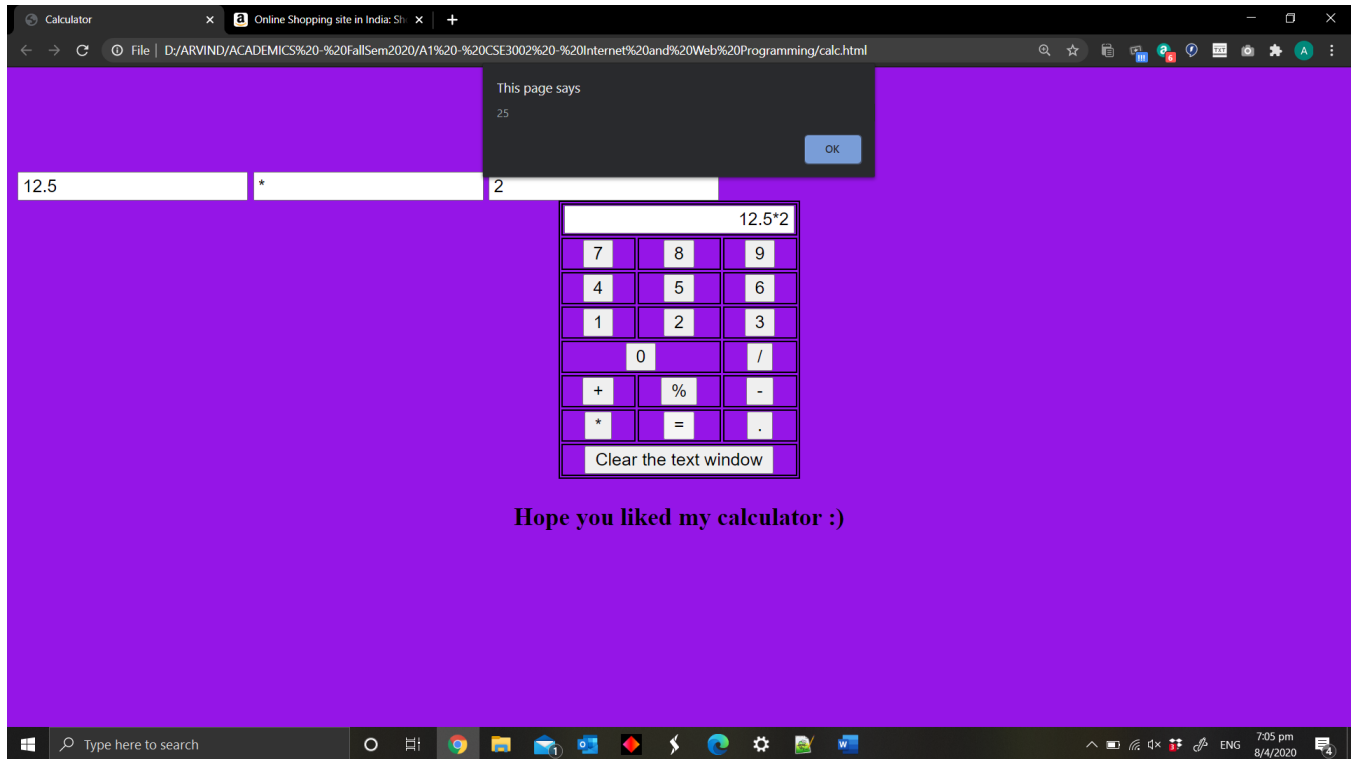 Calculator
Online Shopping site in India: Sh
File | D:/ARVIND/ACADEMICS%20-%20FallSem2020/A1%20-%20CSE3002%20-%20Internet%20and%20Web%20Programming/calc.html
A
This page says
25
OK
12.5 * 2
12.5*2
7 8 9
4 5 6
1 2 3
0 /
+ % -
* = .
Clear the text window
Hope you liked my calculator :)
Type here to search
ENG
7:05 pm
8/4/2020